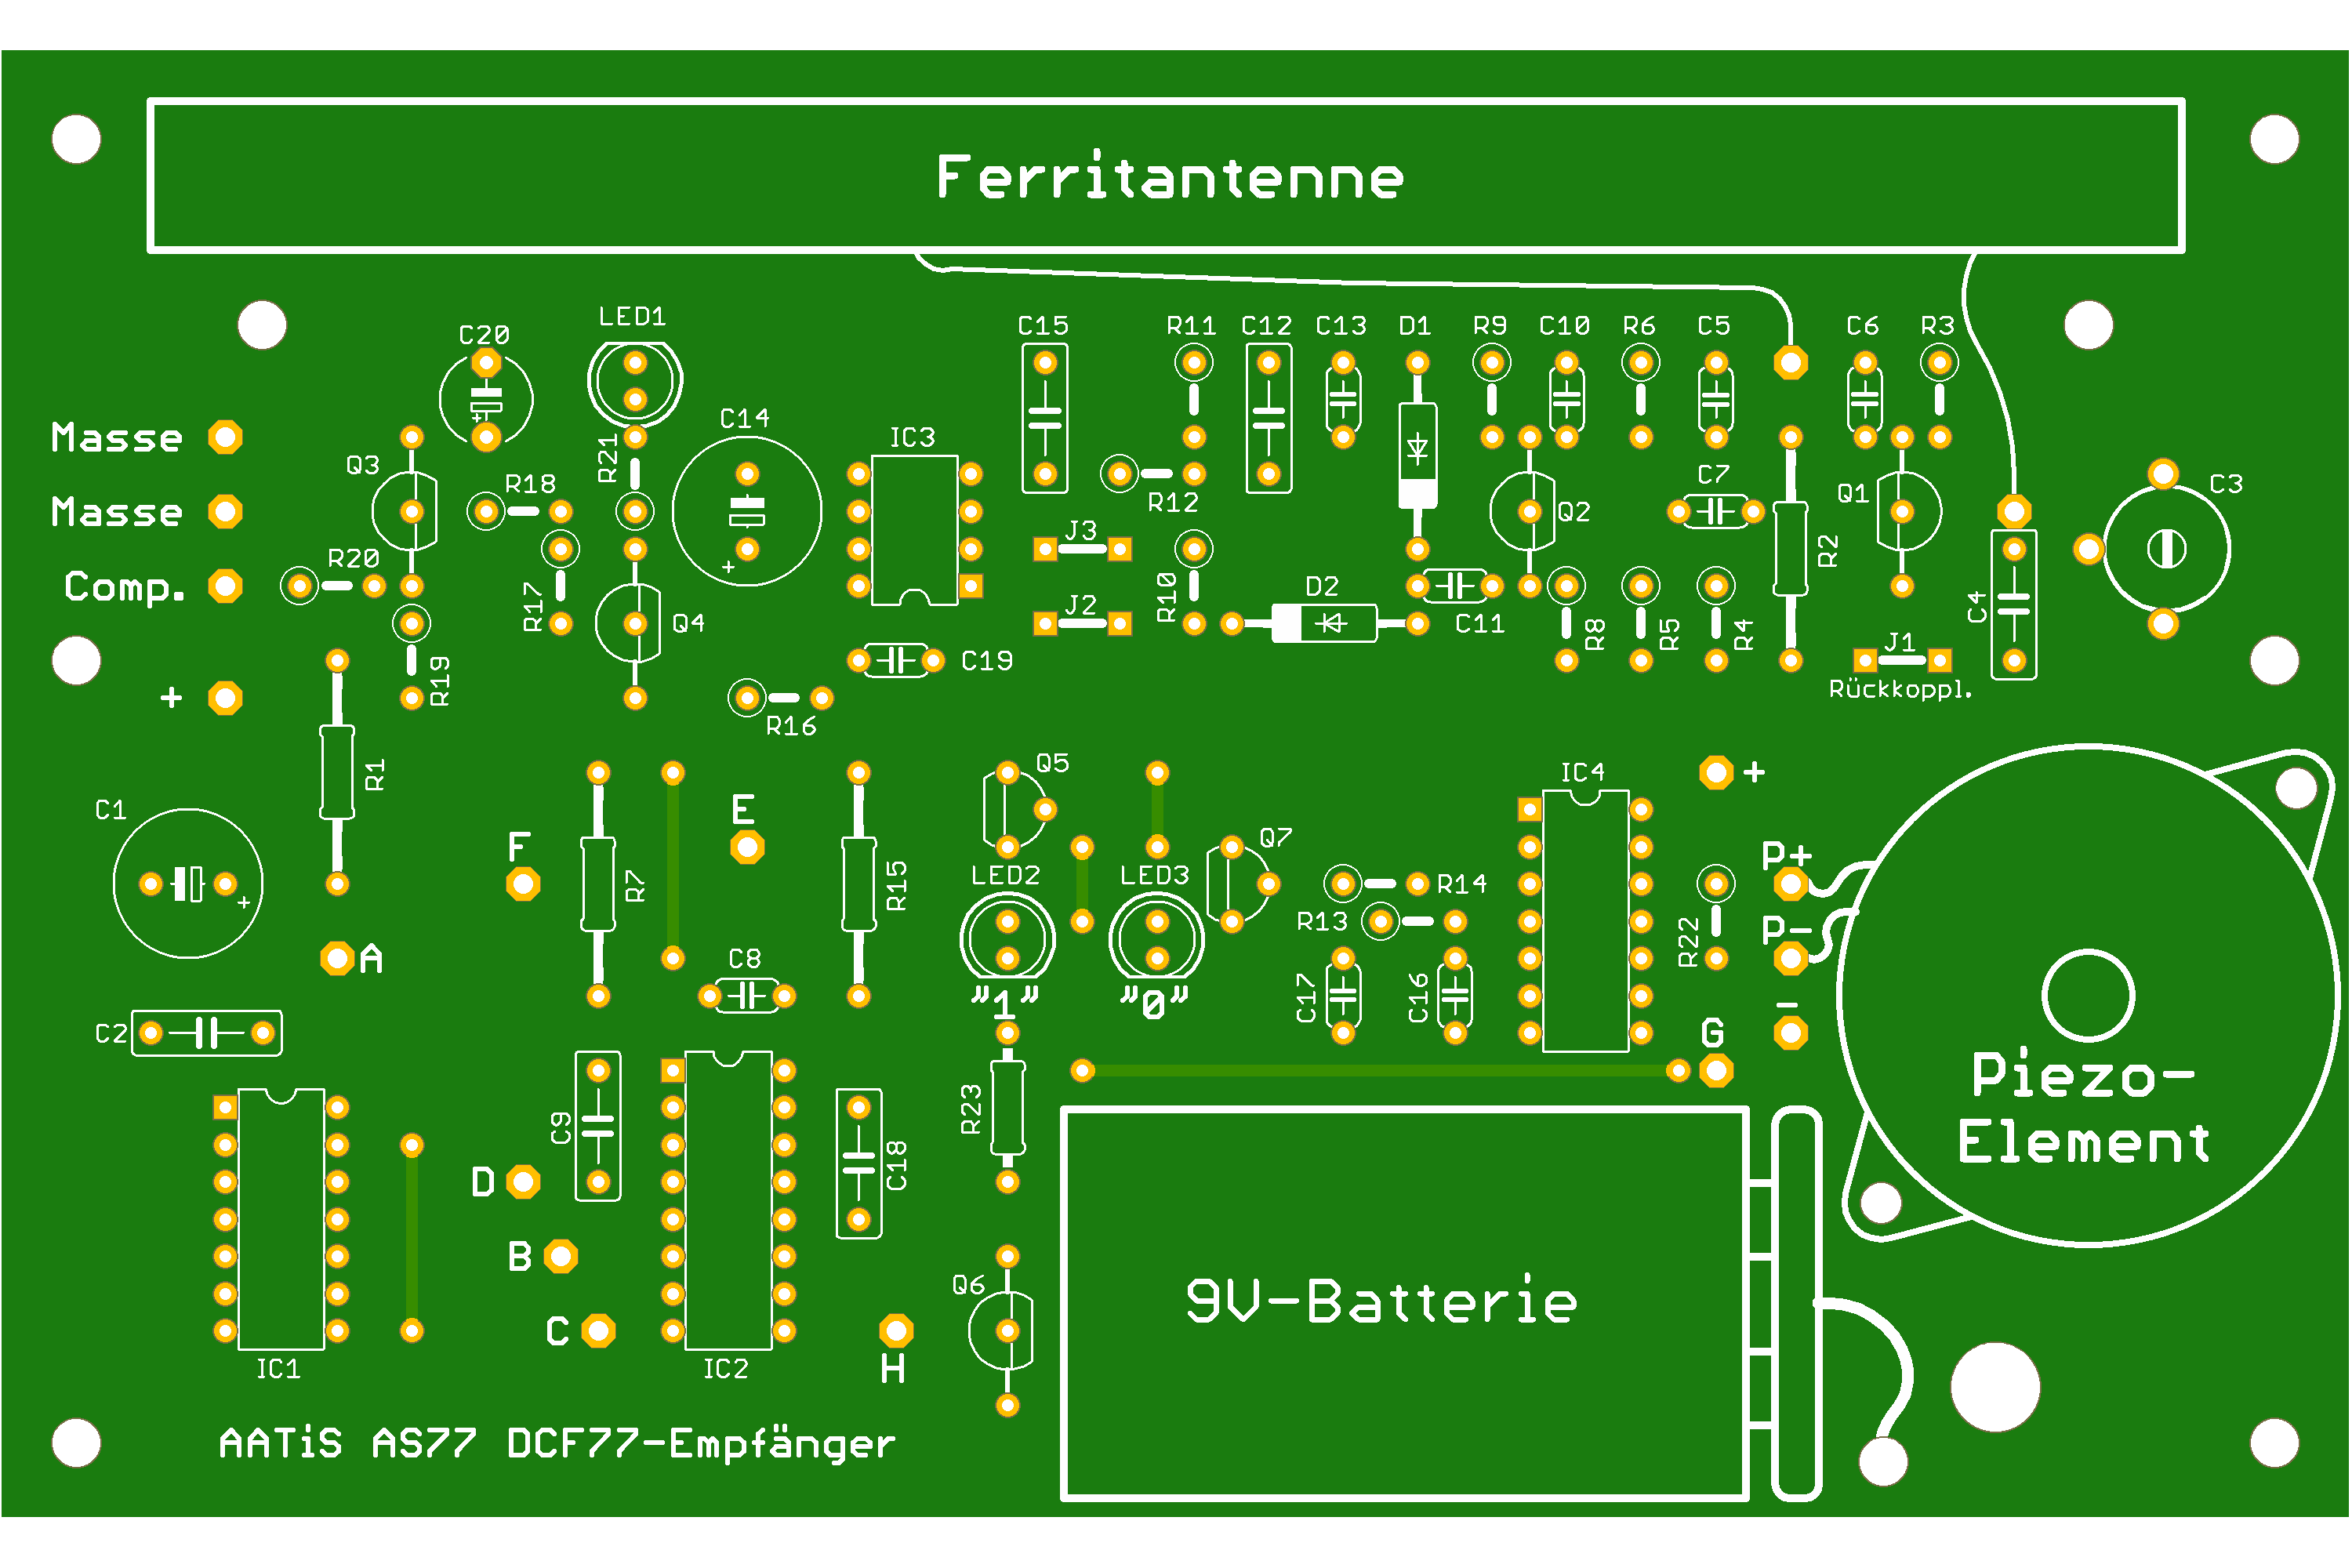 Ferritantenne
LED1
C20
C15
R11
C12
C13
D1
R9
C10
R6
C5
C6
R3
C14
Masse
Q3
R21
IC3
R18
R12
C7
Q1
C3
Masse
Q2
J3
R2
R20
Comp.
R17
R10
D2
C4
J2
Q4
C11
R8
R5
R4
J1
C19
R19
Rückkoppl.
+
R16
Q5
IC4
+
R1
C1
E
F
Q7
P+
R7
R15
LED2
LED3
R14
R13
P-
R22
A
C8
"1"
"0"
C17
C16
-
C2
G
Piezo-
Element
C9
R23
C18
D
B
Q6
9V-Batterie
C
H
IC1
IC2
AATiS AS77 DCF77-Empfänger